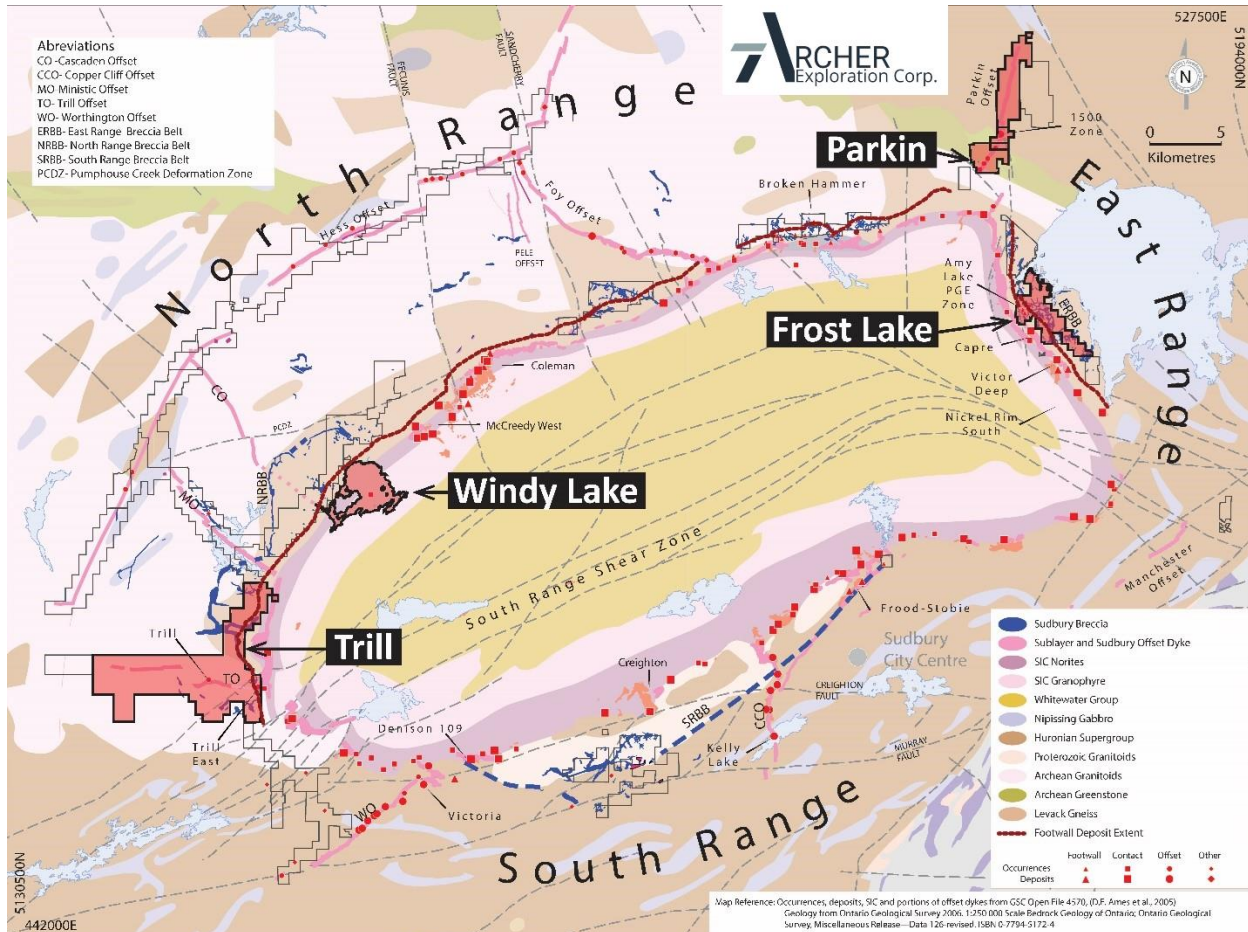 Abreviations
CO -Cascaden Offset
CCO- Copper Cliff Offset
MO-Ministic Offset
TO- Trill Offset
WO- Worthington Offset
ERBB- East Range Breccia Belt
NRBB- North Range Breccia Belt
SRBB- South Range Breccia Belt
PCDZ- Pumphouse Creek Deformation Zone
FECUNIS FAULT
SANDCHERRY FAULT
ARCHER
Exploration Corp.
527500E
5194000N
N
0 5
Kilometres
North Range
Parkin Offset
1500
Zone
Parkin
East Range
Broken Hammer
Hess Offset
Foy Offset
PELE
OFFSET
Amy
Lake
PGE
Zone
ERBB
Frost Lake
Capre
Victor
Deep
Nickel Rim
South
Coleman
McCreedy West
CO
PCDZ
NRBB
MO
Windy Lake
South Range Shear Zone
Manchester
Offset
Trill
Trill
TO
Trill
East
Frood-Stobie
Sudbury
City Centre
Creighton
CREIGHTON
FAULT
SRBB
CCO
Kelly
Lake
MURRAY
FAULT
Denison 109
WO
Victoria
South Range
Sudbury Breccia
Sublayer and Sudbury Offset Dyke
SIC Norites
SIC Granophyre
Whitewater Group
Nipissing Gabbro
Huronian Supergroup
Proterozoic Granitoids
Archean Granitoids
Archean Greenstone
Levack Gneiss
Footwall Deposit Extent
Footwall Contact Offset Other
Occurrences
Deposits
5130500N
442000E
Map Reference: Occurrences, deposits, SIC and portions of offset dykes from GSC Open File 4570, (D.E. Ames et al., 2005)
Geology from Ontario Geological Survey 2006. 1:250 000 Scale Bedrock Geology of Ontario; Ontario Geological
Survey, Miscellaneous Release—Data 126-revised. ISBN 0-7794-5172-4